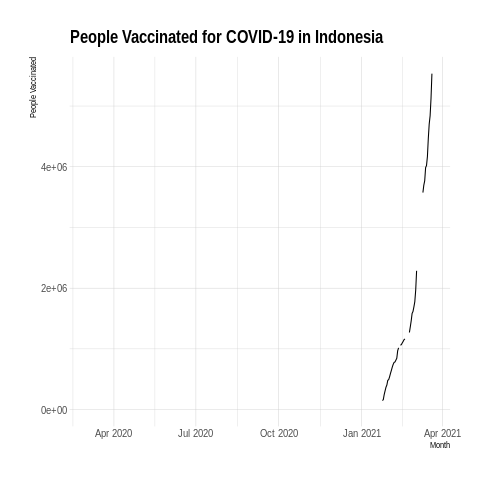 People Vaccinated for COVID-19 in Indonesia
People Vaccinated
4e+06
2e+06
0e+00
Apr 2020 Jul 2020 Oct 2020 Jan 2021 Apr 2021
Month